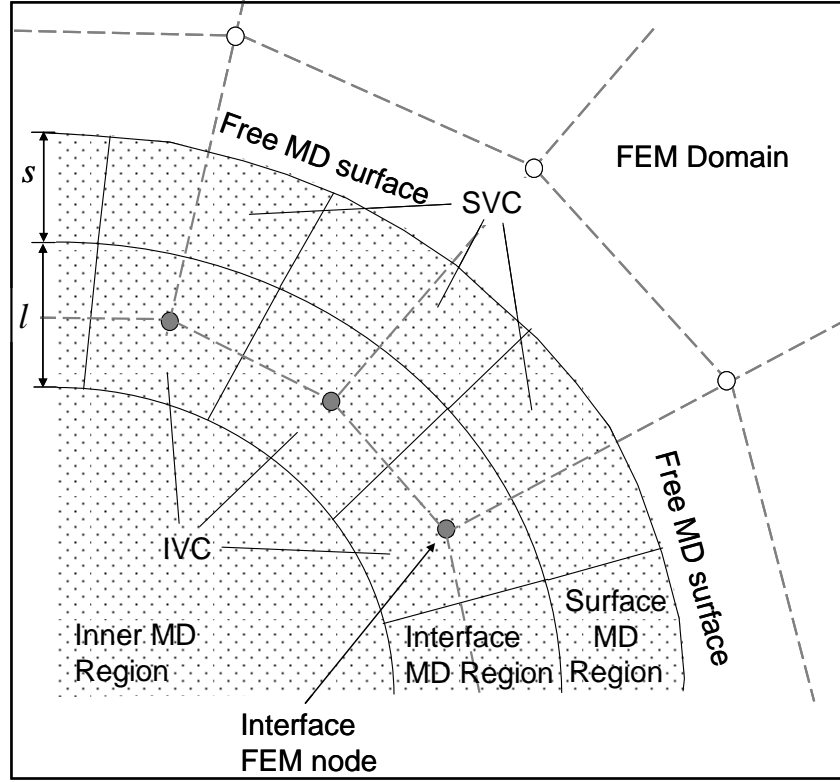 Free MD surface
FEM Domain
s
SVC
l
IVC
Free MD surface
Inner MD
Region
Interface
MD Region
Surface
MD
Region
Interface
FEM node